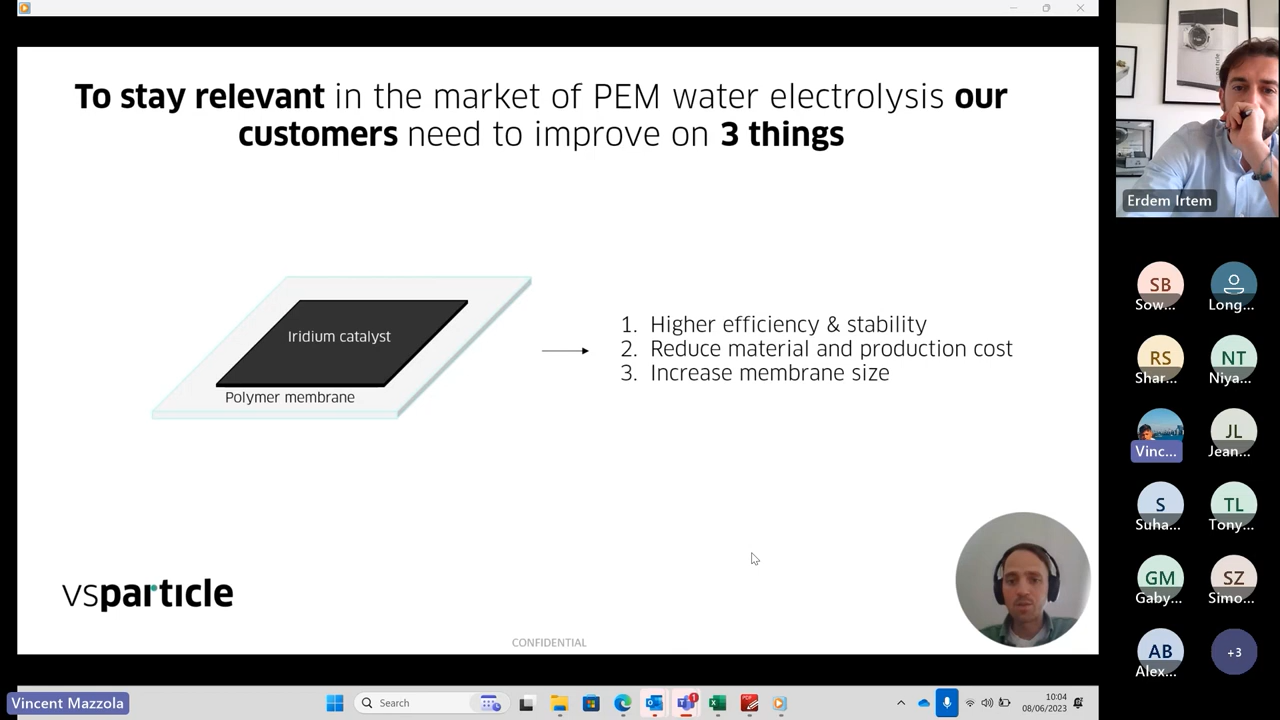 To stay relevant in the market of PEM water electrolysis our
customers need to improve on 3 things
Iridium catalyst
Polymer membrane
1. Higher efficiency & stability
2. Reduce material and production cost
3. Increase membrane size
vsparticle
CONFIDENTIAL
Erdem Irtem
SB
Sow...
Long...
RS
Shar...
NT
Niya...
Vinc...
JL
Jean...
S
Suha...
TL
Tony...
GM
Gaby...
SZ
Simo...
AB
Alex...
+3
Vincent Mazzola
Search
1
10:04
08/06/2023